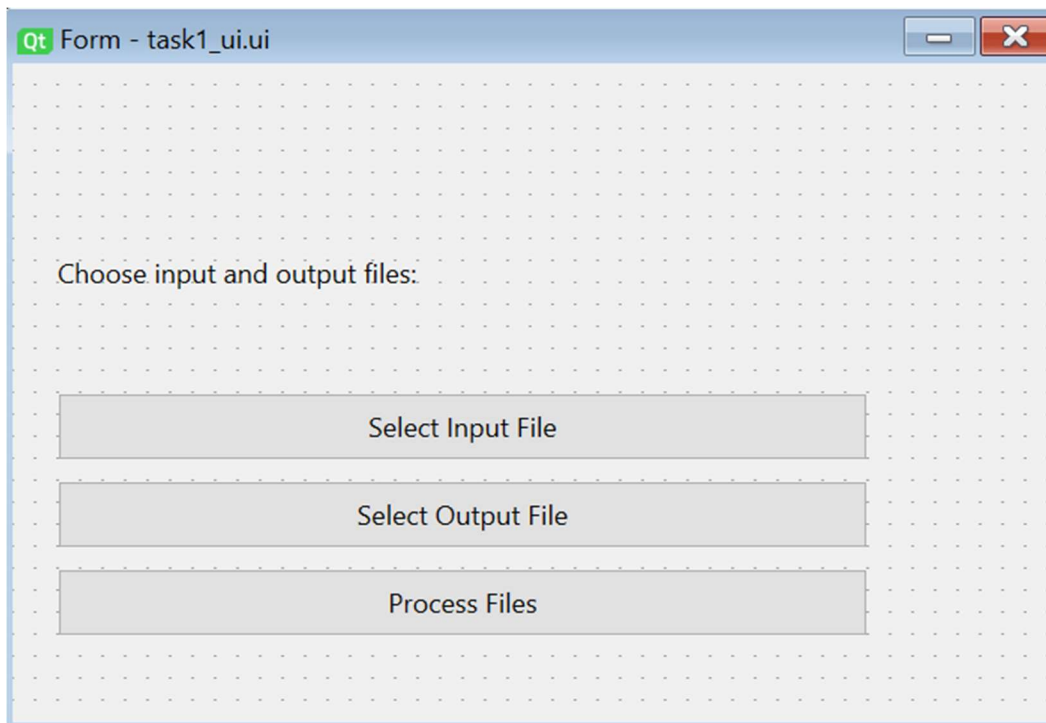 Qt Form - task1_ui.ui
Choose input and output files:
Select Input File
Select Output File
Process Files